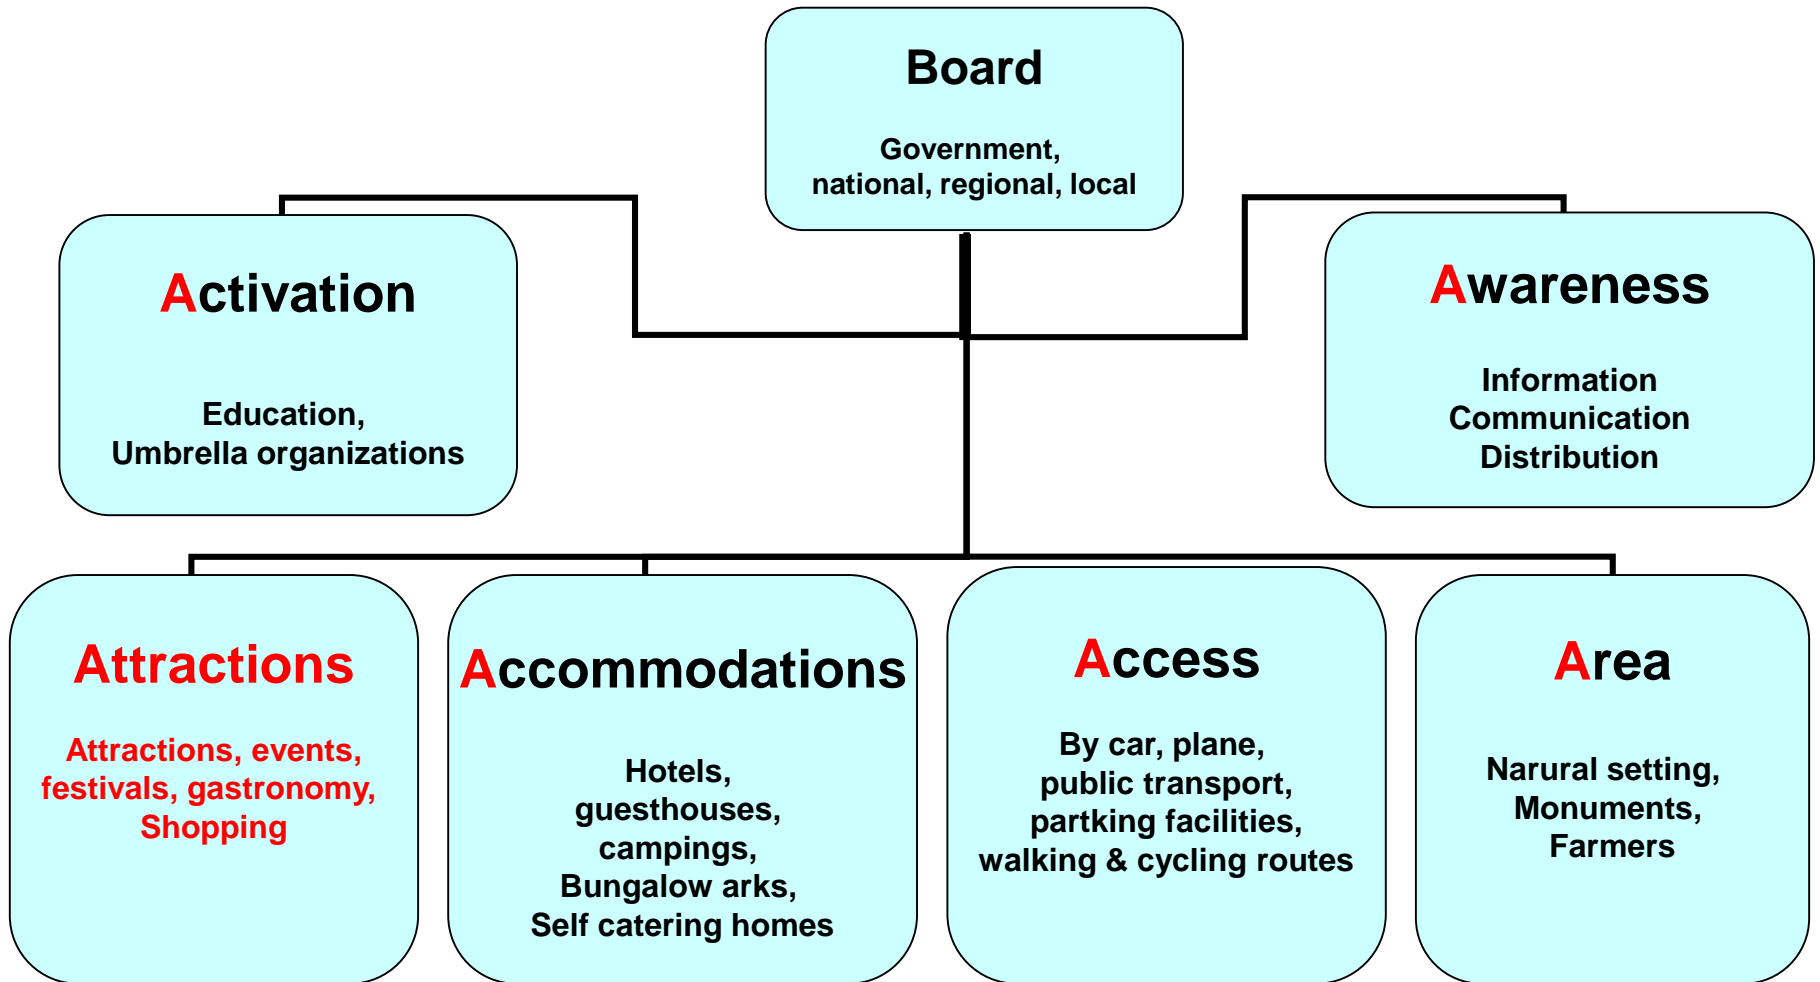 Board
Government,
national, regional, local
Activation
Education,
Umbrella organizations
Awareness
Information
Communication
Distribution
Attractions
Attractions, events,
festivals, gastronomy,
Shopping
Accommodations
Hotels,
guesthouses,
campings,
Bungalow arks,
Self catering homes
Access
By car, plane,
public transport,
partking facilities,
walking & cycling routes
Area
Narural setting,
Monuments,
Farmers